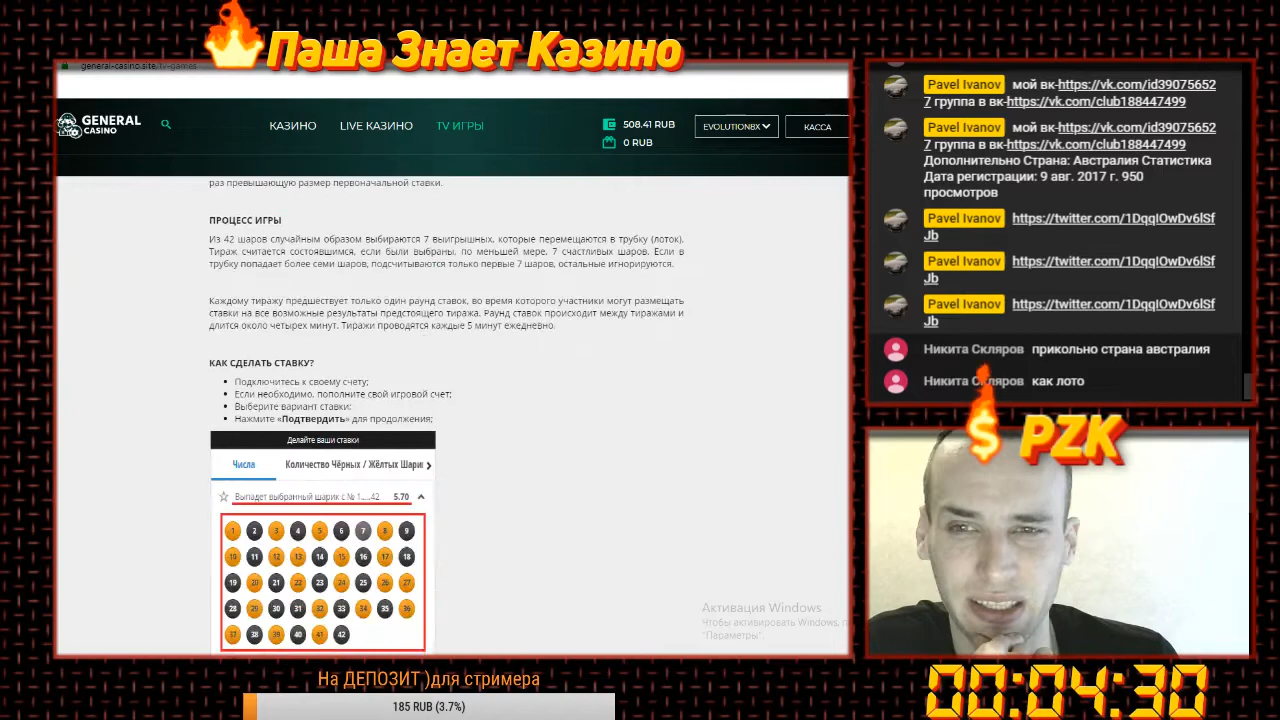 Паша Знает Казино
general-casino.site/tv-games
GENERAL
CASINO
КАЗИНО
LIVE КАЗИНО
TV ИГРЫ
508.41 RUB
0 RUB
EVOLUTIONBX
КАССА
раз превышающую размер первоначальной ставки.
ПРОЦЕСС ИГРЫ
Из 42 шаров случайным образом выбираются 7 выигрышных, которые перемещаются в трубку (лоток).
Тираж считается состоявшимся, если были выбраны, по меньшей мере, 7 счастливых шаров. Если в
трубку попадает более семи шаров, подсчитываются только первые 7 шаров, остальные игнорируются.
Каждому тиражу предшествует только один раунд ставок, во время которого участники могут размещать
ставки на все возможные результаты предстоящего тиража. Раунд ставок происходит между тиражами и
длится около четырех минут. Тиражи проводятся каждые 5 минут ежедневно.
КАК СДЕЛАТЬ СТАВКУ?
Подключитесь к своему счету;
Если необходимо, пополните свой игровой счет;
Выберите вариант ставки;
Нажмите «Подтвердить» для продолжения;
Делайте ваши ставки
Числа
Количество Чёрных / Жёлтых Шари
Выпадет выбранный шарик с № 1.....42 5.70
1 2 3 4 5 6 7 8 9
10 11 12 13 14 15 16 17 18
19 20 21 22 23 24 25 26 27
28 29 30 31 32 33 34 35 36
37 38 39 40 41 42
Активация Windows
Чтобы активировать Windows, п
"Параметры".
Pavel Ivanov мой вк-https://vk.com/id39075652
7 группа в вк-https://vk.com/club188447499
Pavel Ivanov мой вк-https://vk.com/id39075652
7 группа в вк-https://vk.com/club188447499
Дополнительно Страна: Австралия Статистика
Дата регистрации: 9 авг. 2017 г. 950
просмотров
Pavel Ivanov https://twitter.com/1DqqIOwDv6lSf
Jb
Pavel Ivanov https://twitter.com/1DqqIOwDv6lSf
Jb
Pavel Ivanov https://twitter.com/1DqqIOwDv6lSf
Jb
Никита Скляров прикольно страна австралия
Никита Скляров как лото
$ PZK
На ДЕПОЗИТ )для стримера
185 RUB (3.7%)
00:04:30